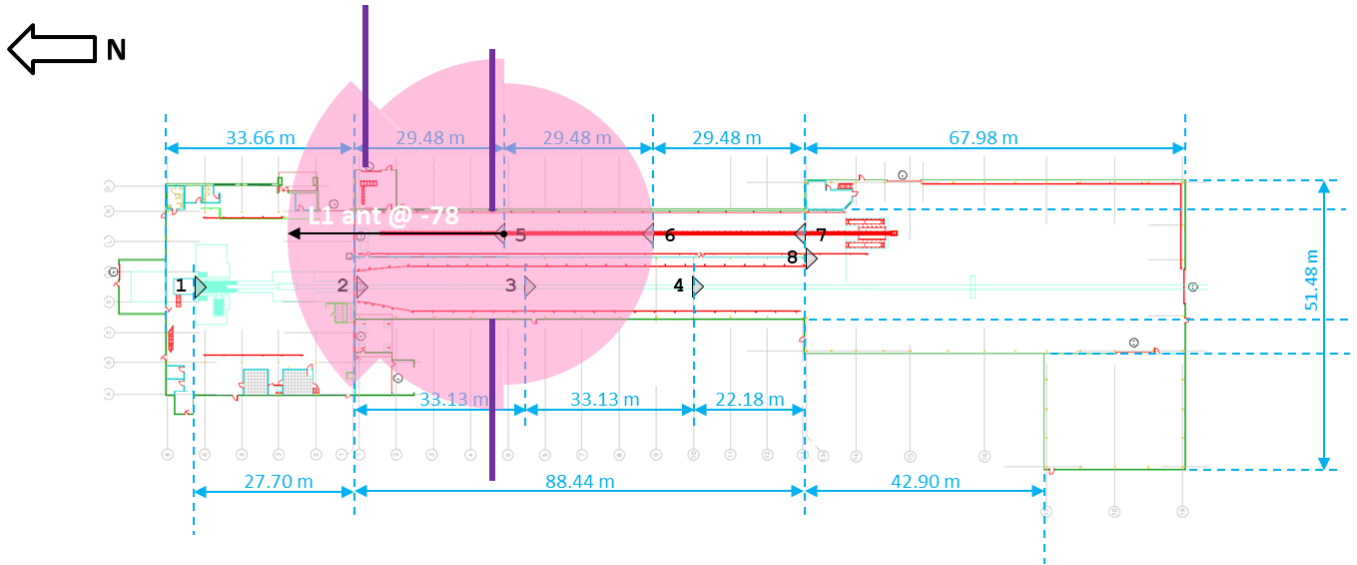 N
33.66 m
29.48 m
29.48 m
29.48 m
67.98 m
L1 ant @ -78
5
6
7
8
1
2
3
4
51.48 m
33.13 m
33.13 m
22.18 m
27.70 m
88.44 m
42.90 m